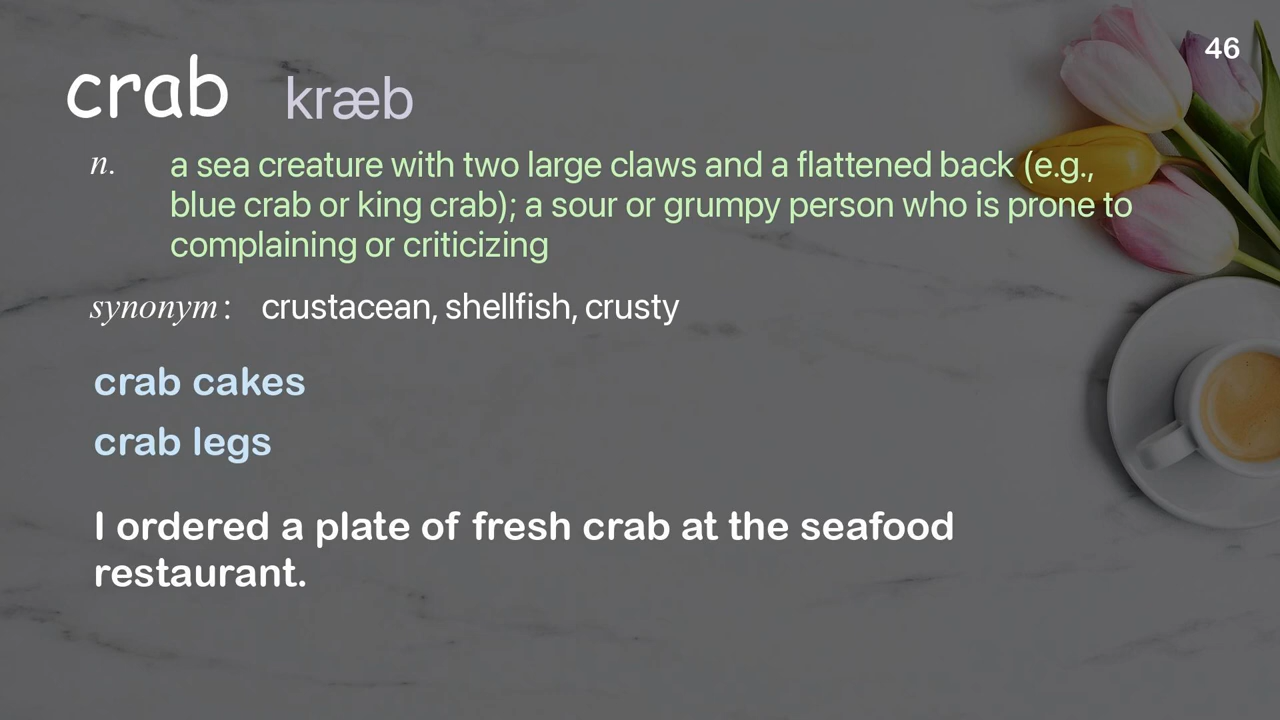 46
crab kræb
n. a sea creature with two large claws and a flattened back (e.g.,
blue crab or king crab); a sour or grumpy person who is prone to
complaining or criticizing
synonym: crustacean, shellfish, crusty
crab cakes
crab legs
I ordered a plate of fresh crab at the seafood
restaurant.